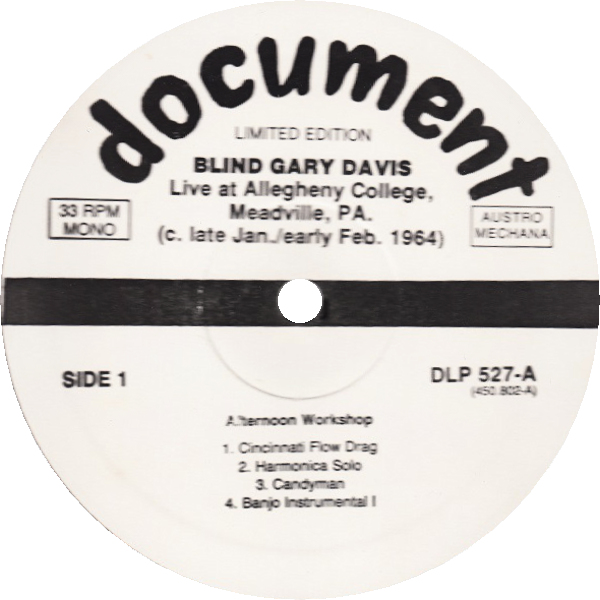 document
LIMITED EDITION
BLIND GARY DAVIS
Live at Allegheny College,
Meadville, PA.
(c. late Jan./early Feb. 1964)
33 RPM
MONO
AUSTRO
MECHANA
SIDE 1
DLP 527-A
(450.802-A)
Afternoon Workshop
1. Cincinnati Flow Drag
2. Harmonica Solo
3. Candyman
4. Banjo Instrumental I